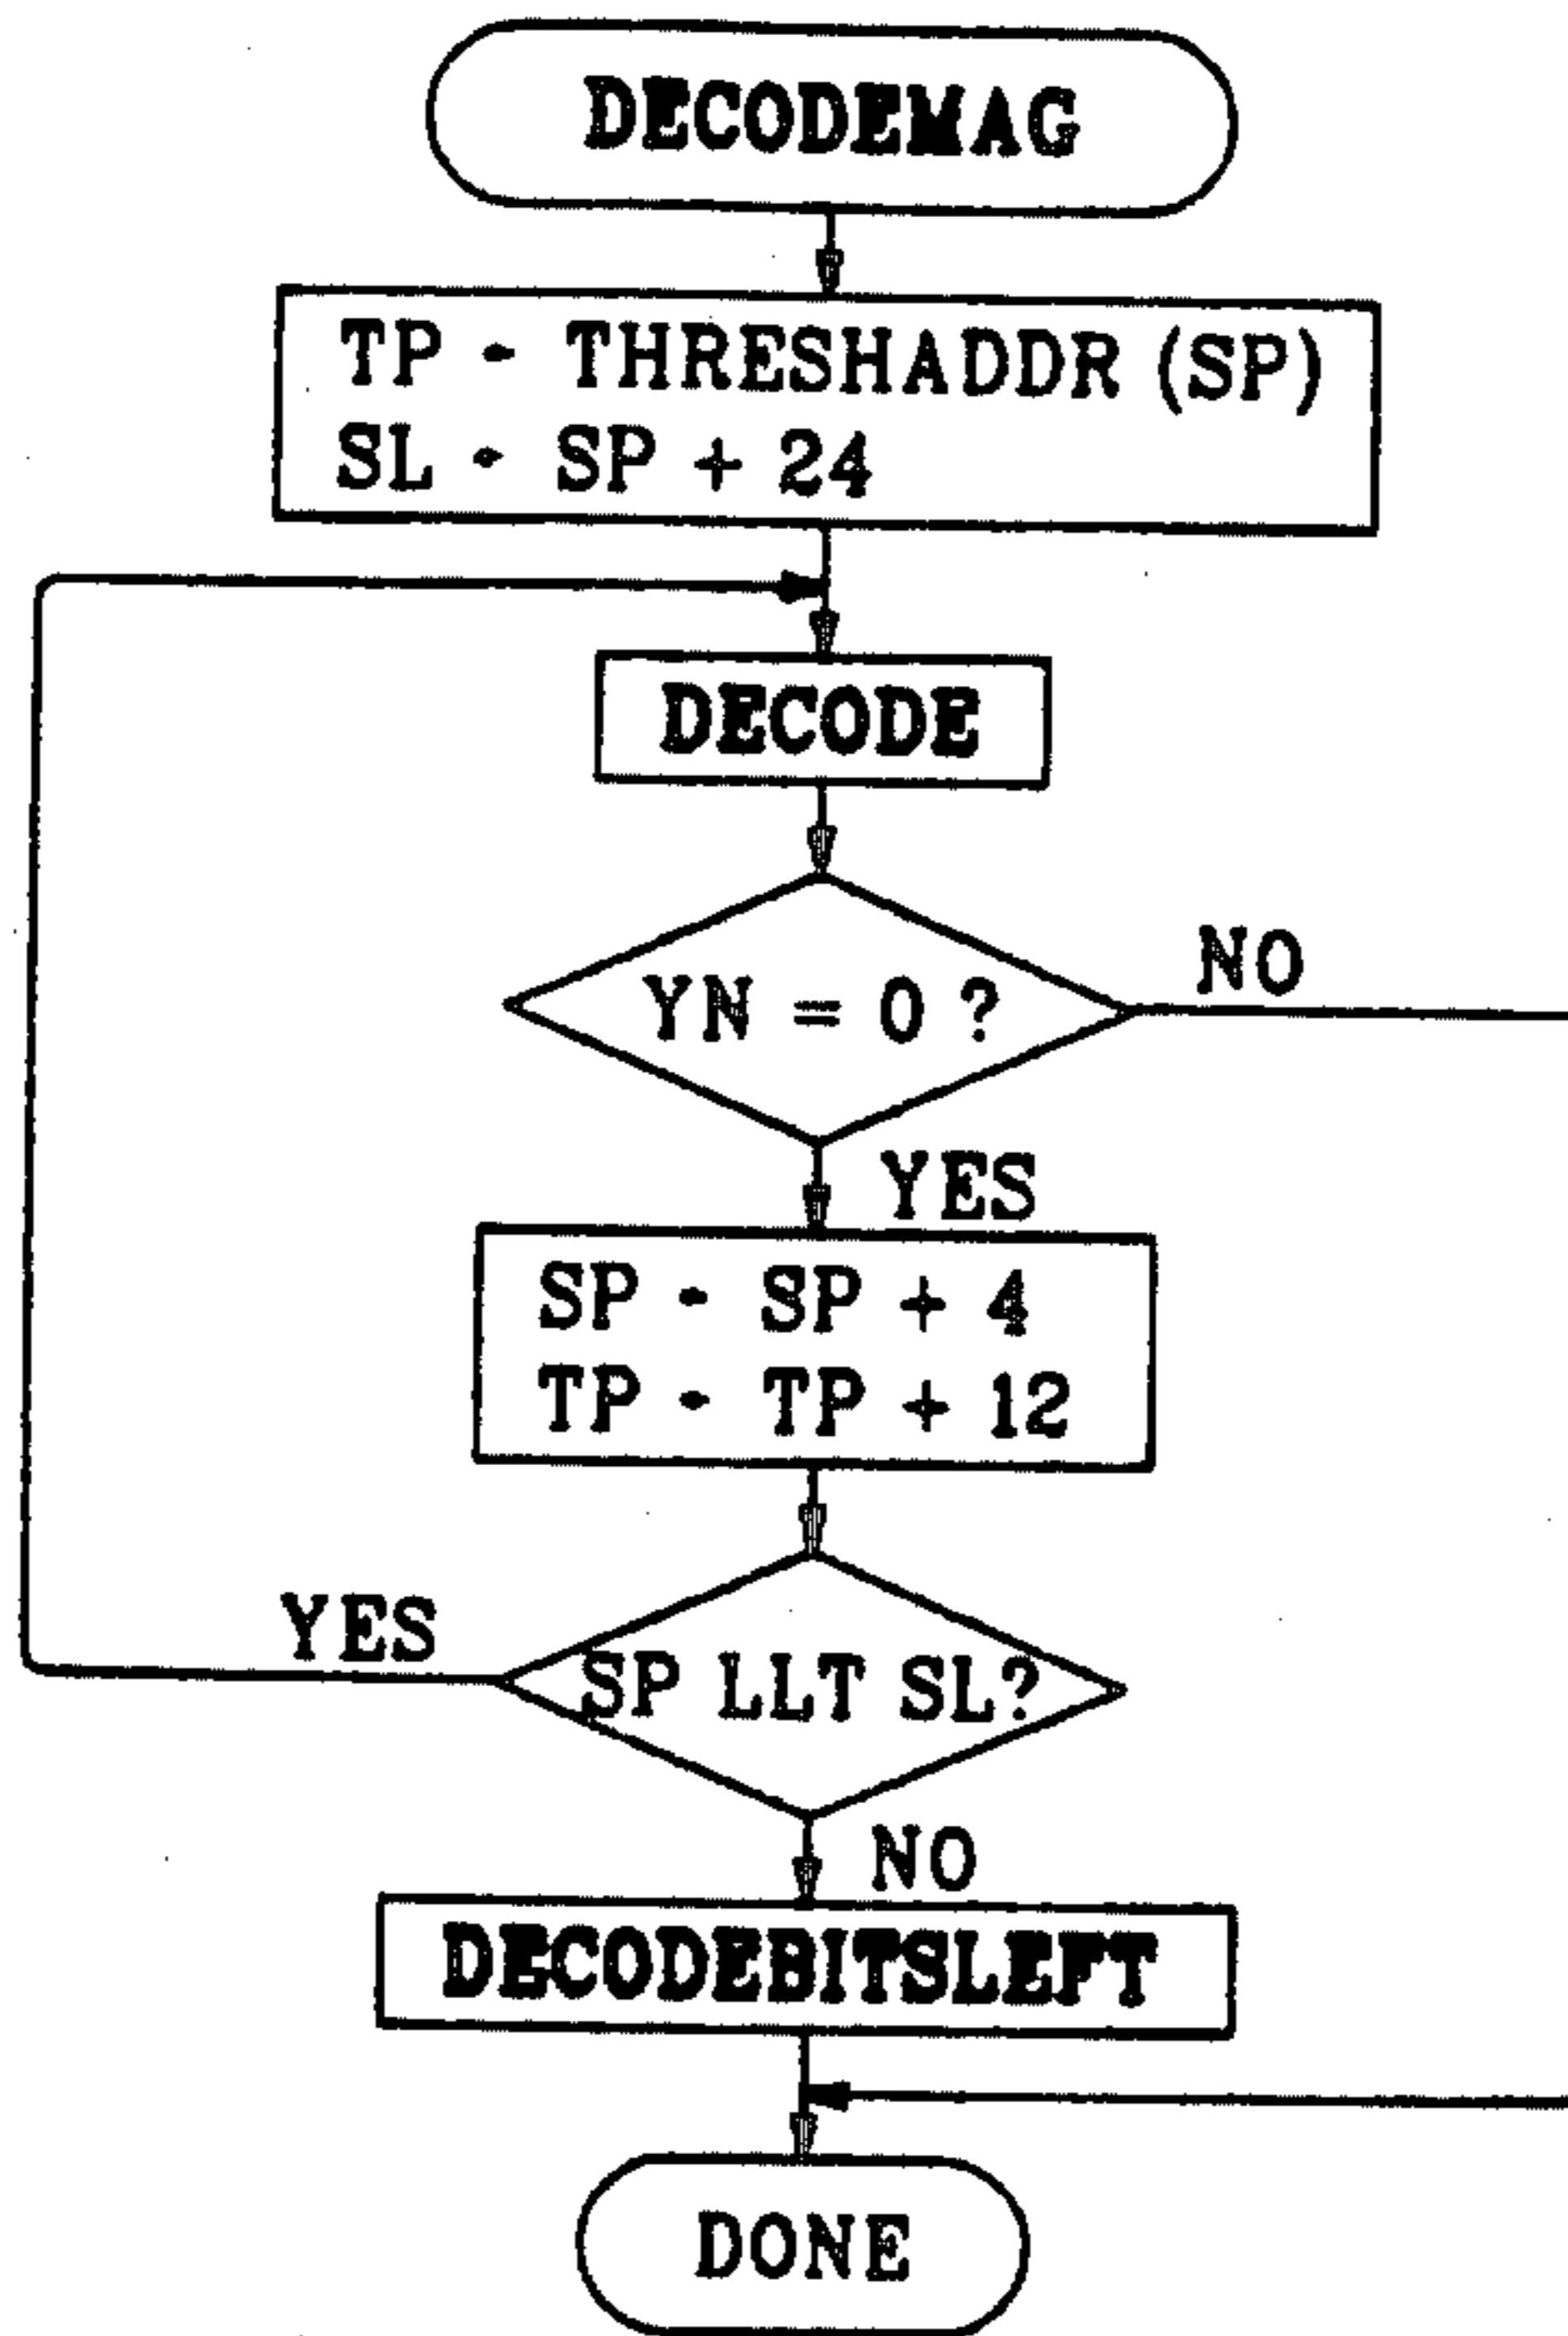 DECODEMAG
TP - THRESHADDR (SP)
SL - SP + 24
DECODE
YN = 0 ?
NO
YES
SP - SP + 4
TP - TP + 12
YES
SP LLT SL?
NO
DECODEBITSLEFT
DONE